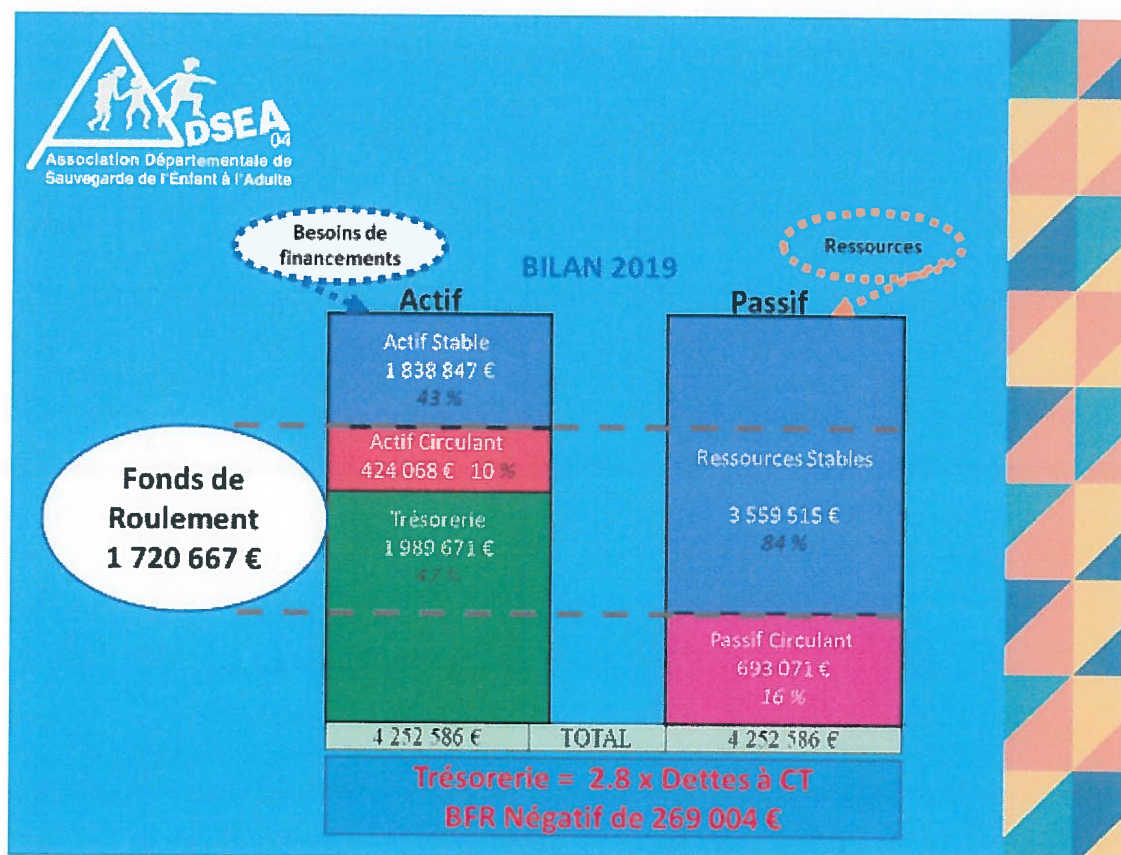 ADSEA
04
Association Départementale de
Sauvegarde de l'Enfant à l'Adulte
Besoins de
financements
Ressources
BILAN 2019
Actif
Passif
Actif Stable
1 838 847 €
43 %
Actif Circulant
424 068 € 10 %
Trésorerie
1 989 671 €
47 %
Fonds de
Roulement
1 720 667 €
Ressources Stables
3 559 515 €
84 %
Passif Circulant
693 071 €
16 %
4 252 586 € TOTAL 4 252 586 €
Trésorerie = 2.8 x Dettes à CT
BFR Négatif de 269 004 €